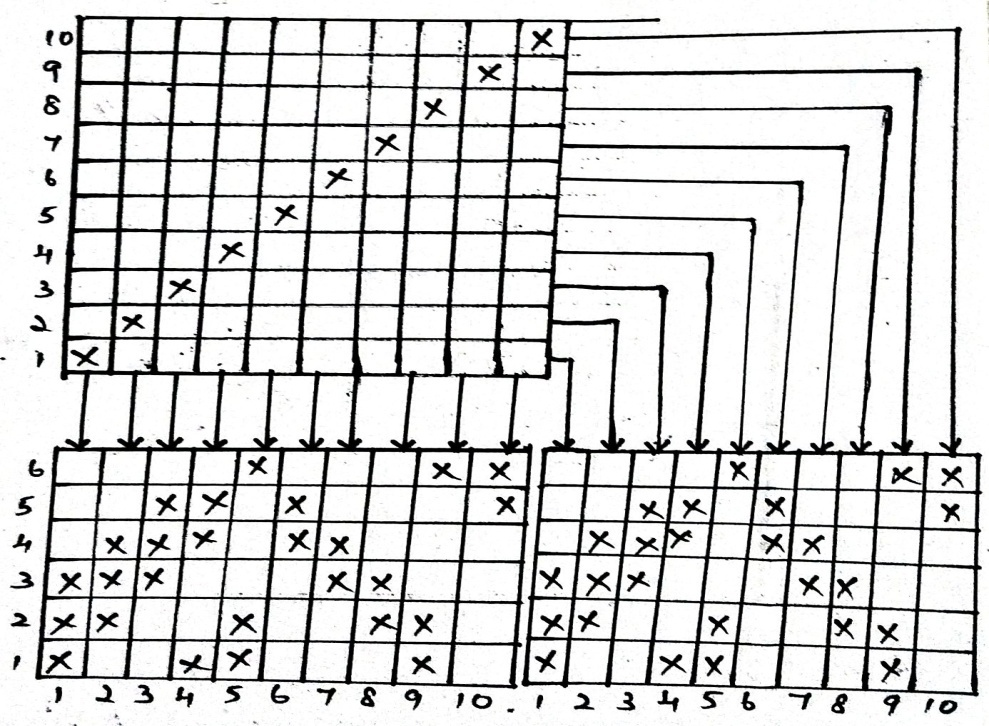 10 X
9 X
8 X
7 X
6 X
5 X
4 X
3 X
2 X
1 X
6 X X X X X X
5 X X X X X X X X
4 X X X X X X X X X X
3 X X X X X X X X X X
2 X X X X X X X X X X
1 X X X X X X X X
1 2 3 4 5 6 7 8 9 10 . 1 2 3 4 5 6 7 8 9 10